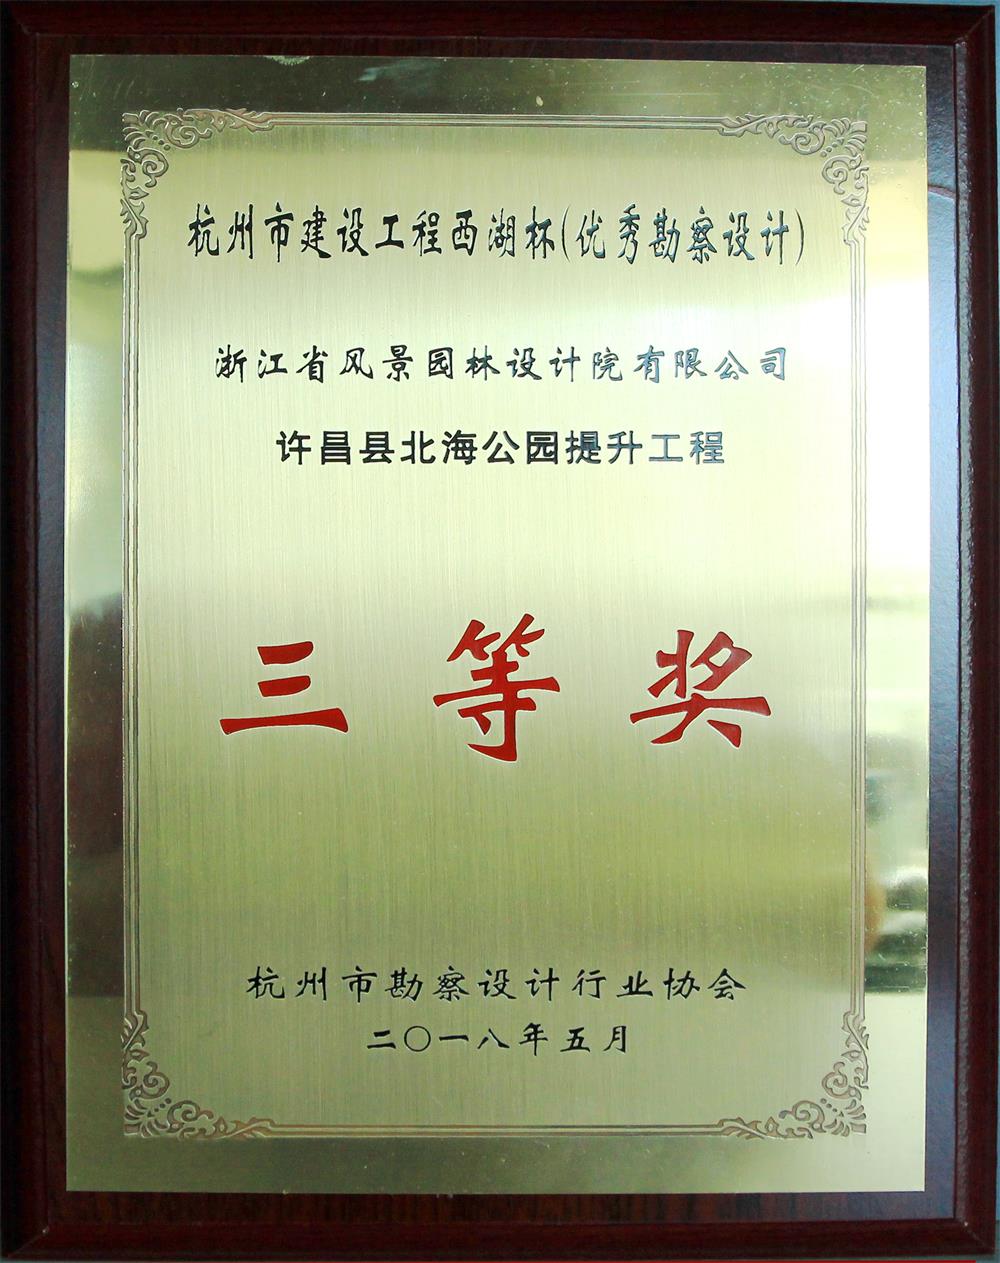 杭州市建设工程西湖杯(优秀勘察设计)
浙江省风景园林设计院有限公司
许昌县北海公园提升工程
三等奖
杭州市勘察设计行业协会
二〇一八年五月